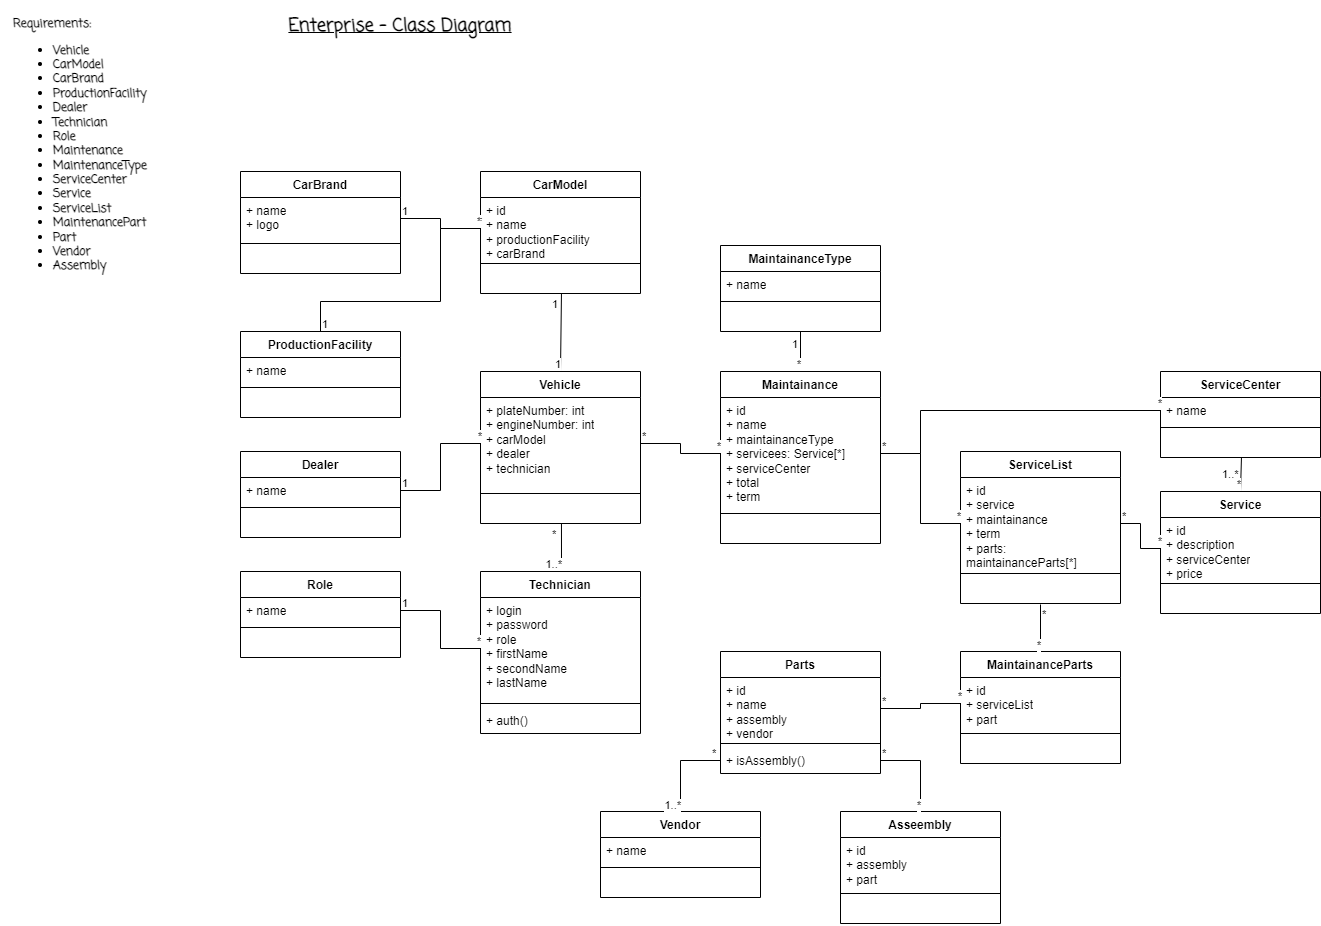 Requirements:
Enterprise - Class Diagram
Vehicle
CarModel
CarBrand
ProductionFacility
Dealer
Technician
Role
Maintenance
MaintenanceType
ServiceCenter
Service
ServiceList
MaintenancePart
Part
Vendor
Assembly
CarBrand
+ name
+ logo
1
CarModel
+ id
+ name
+ productionFacility
+ carBrand
*
1
1
ProductionFacility
+ name
1
MaintainanceType
+ name
1
*
Vehicle
+ plateNumber: int
+ engineNumber: int
+ carModel
+ dealer
+ technician
*
*
*
1..*
Maintainance
+ id
+ name
+ maintainanceType
+ servicees: Service[*]
+ serviceCenter
+ total
+ term
*
*
ServiceCenter
+ name
*
1..*
*
Dealer
+ name
1
ServiceList
+ id
+ service
+ maintainance
+ term
+ parts:
maintainanceParts[*]
*
*
*
*
Service
+ id
+ description
+ serviceCenter
+ price
*
Role
+ name
1
Technician
+ login
+ password
+ role
+ firstName
+ secondName
+ lastName
+ auth()
*
Parts
+ id
+ name
+ assembly
+ vendor
+ isAssembly()
*
*
*
MaintainanceParts
+ id
+ serviceList
+ part
*
1..*
*
Vendor
+ name
Asseembly
+ id
+ assembly
+ part